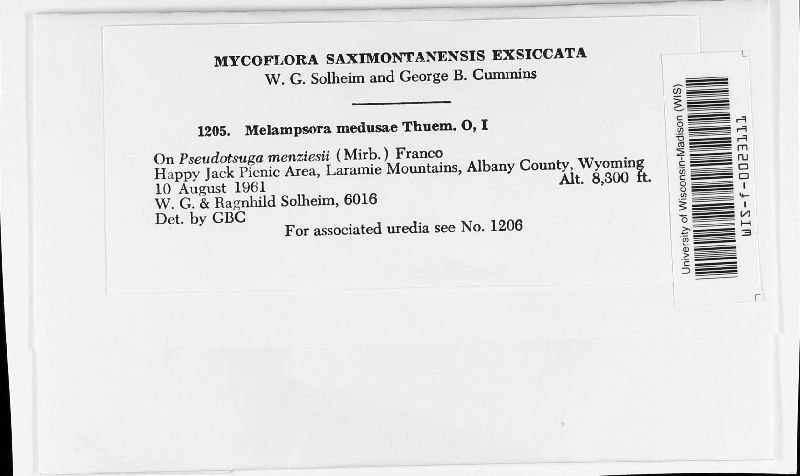 MYCOFLORA SAXIMONTANENSIS EXSICCATA
W. G. Solheim and George B. Cummins
1205. Melampsora medusae Thuem. O, I
On Pseudotsuga menziesii (Mirb.) Franco
Happy Jack Picnic Area, Laramie Mountains, Albany County, Wyoming
10 August 1961 Alt. 8,300 ft.
W. G. & Ragnhild Solheim, 6016
Det. by GBC
For associated uredia see No. 1206
University of Wisconsin-Madison (WIS)
WIS-f-0023111